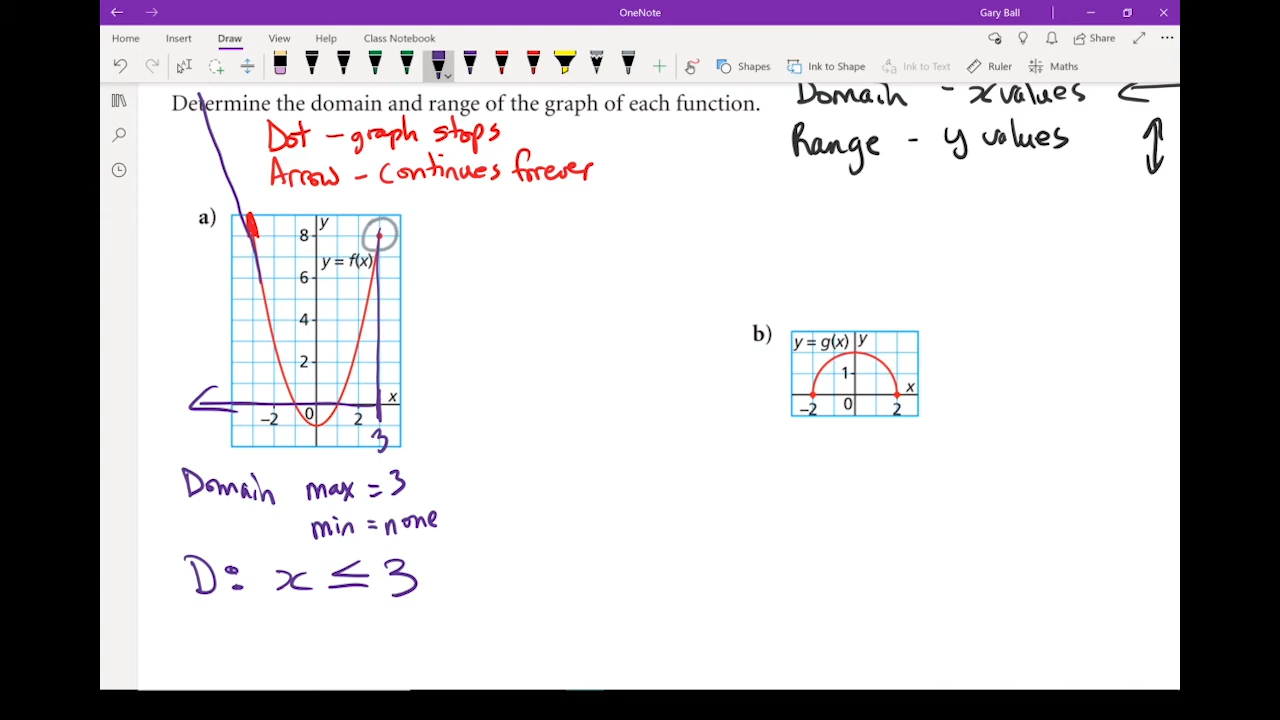 OneNote
Gary Ball
Home Insert Draw View Help Class Notebook
Share
Shapes Ink to Shape Ink to Text Ruler Maths
Determine the domain and range of the graph of each function.
Domain - x values
Range - y values
Dot - graph stops
Arrow - continues forever
a)
y
8
y = f(x)
6
4
2
x
-2 0 2
3
b)
y = g(x) y
1
x
-2 0 2
Domain max = 3
min = none
D: x ≤ 3